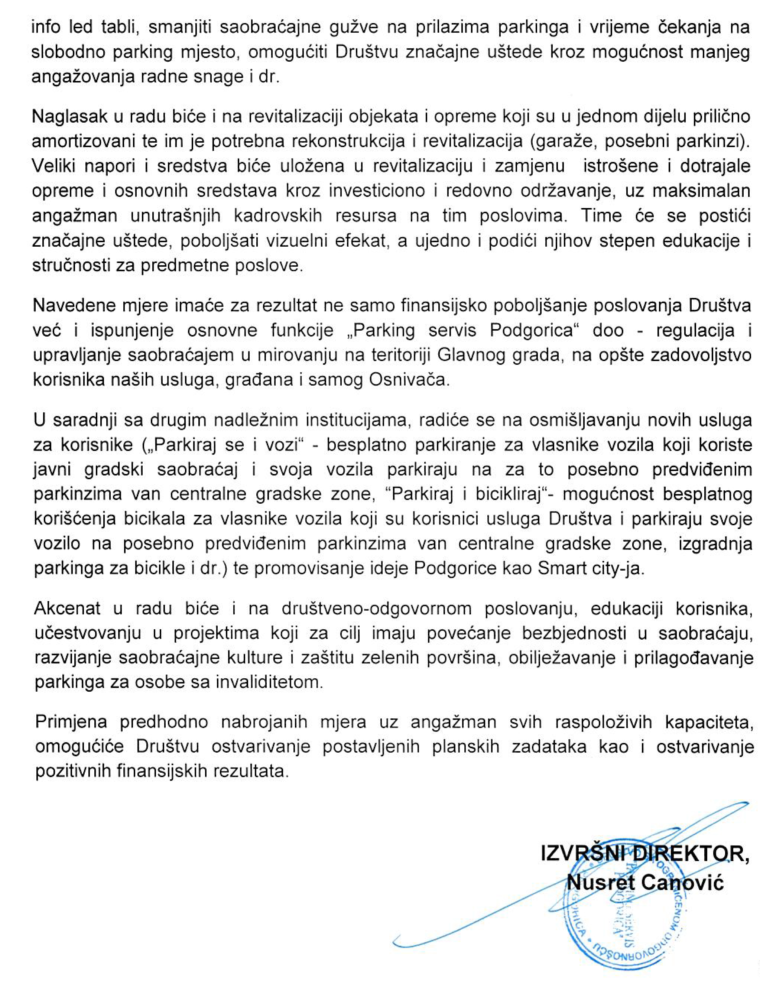 info led tabli, smanjiti saobraćajne gužve na prilazima parkinga i vrijeme čekanja na
slobodno parking mjesto, omogućiti Društvu značajne uštede kroz mogućnost manjeg
angažovanja radne snage i dr.
Naglasak u radu biće i na revitalizaciji objekata i opreme koji su u jednom dijelu prilično
amortizovani te im je potrebna rekonstrukcija i revitalizacija (garaže, posebni parkinzi).
Veliki napori i sredstva biće uložena u revitalizaciju i zamjenu istrošene i dotrajale
opreme i osnovnih sredstava kroz investiciono i redovno održavanje, uz maksimalan
angažman unutrašnjih kadrovskih resursa na tim poslovima. Time će se postići
značajne uštede, poboljšati vizuelni efekat, a ujedno i podići njihov stepen edukacije i
stručnosti za predmetne poslove.
Navedene mjere imaće za rezultat ne samo finansijsko poboljšanje poslovanja Društva
već i ispunjenje osnovne funkcije „Parking servis Podgorica“ doo - regulacija i
upravljanje saobraćajem u mirovanju na teritoriji Glavnog grada, na opšte zadovoljstvo
korisnika naših usluga, građana i samog Osnivača.
U saradnji sa drugim nadležnim institucijama, radiće se na osmišljavanju novih usluga
za korisnike („Parkiraj se i vozi“ - besplatno parkiranje za vlasnike vozila koji koriste
javni gradski saobraćaj i svoja vozila parkiraju na za to posebno predviđenim
parkinzima van centralne gradske zone, “Parkiraj i bicikliraj“- mogućnost besplatnog
korišćenja bicikala za vlasnike vozila koji su korisnici usluga Društva i parkiraju svoje
vozilo na posebno predviđenim parkinzima van centralne gradske zone, izgradnja
parkinga za bicikle i dr.) te promovisanje ideje Podgorice kao Smart city-ja.
Akcenat u radu biće i na društveno-odgovornom poslovanju, edukaciji korisnika,
učestvovanju u projektima koji za cilj imaju povećanje bezbjednosti u saobraćaju,
razvijanje saobraćajne kulture i zaštitu zelenih površina, obilježavanje i prilagođavanje
parkinga za osobe sa invaliditetom.
Primjena predhodno nabrojanih mjera uz angažman svih raspoloživih kapaciteta,
omogućiće Društvu ostvarivanje postavljenih planskih zadataka kao i ostvarivanje
pozitivnih finansijskih rezultata.
IZVRŠNI DIREKTOR,
Nusret Canović
DRUŠTVO SA OGRANIČENOM ODGOVORNOŠĆU * PODGORICA *
"PARKING SERVIS
PODGORICA"